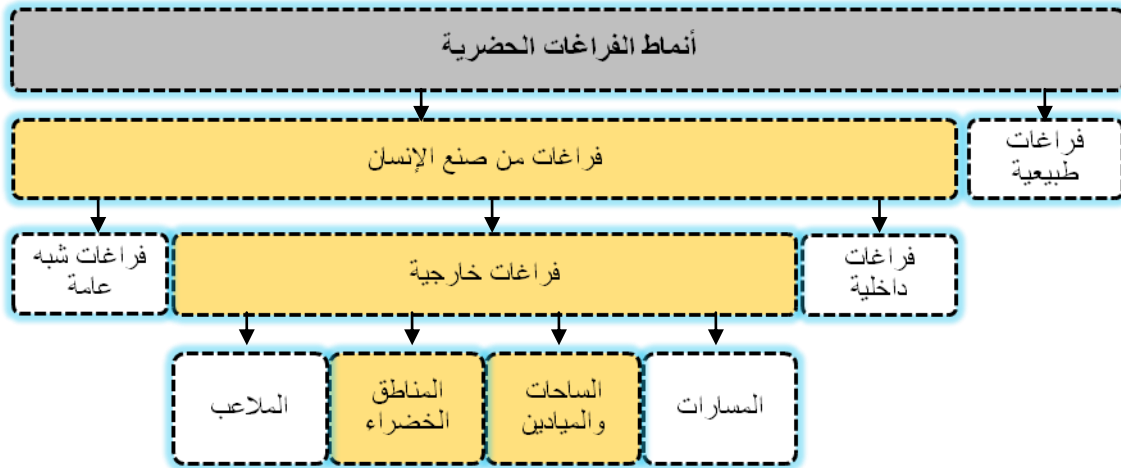 أنماط الفراغات الحضرية
فراغات
طبيعية
فراغات من صنع الإنسان
فراغات
داخلية
فراغات خارجية
فراغات شبه
عامة
المسارات
الساحات
والميادين
المناطق
الخضراء
الملاعب